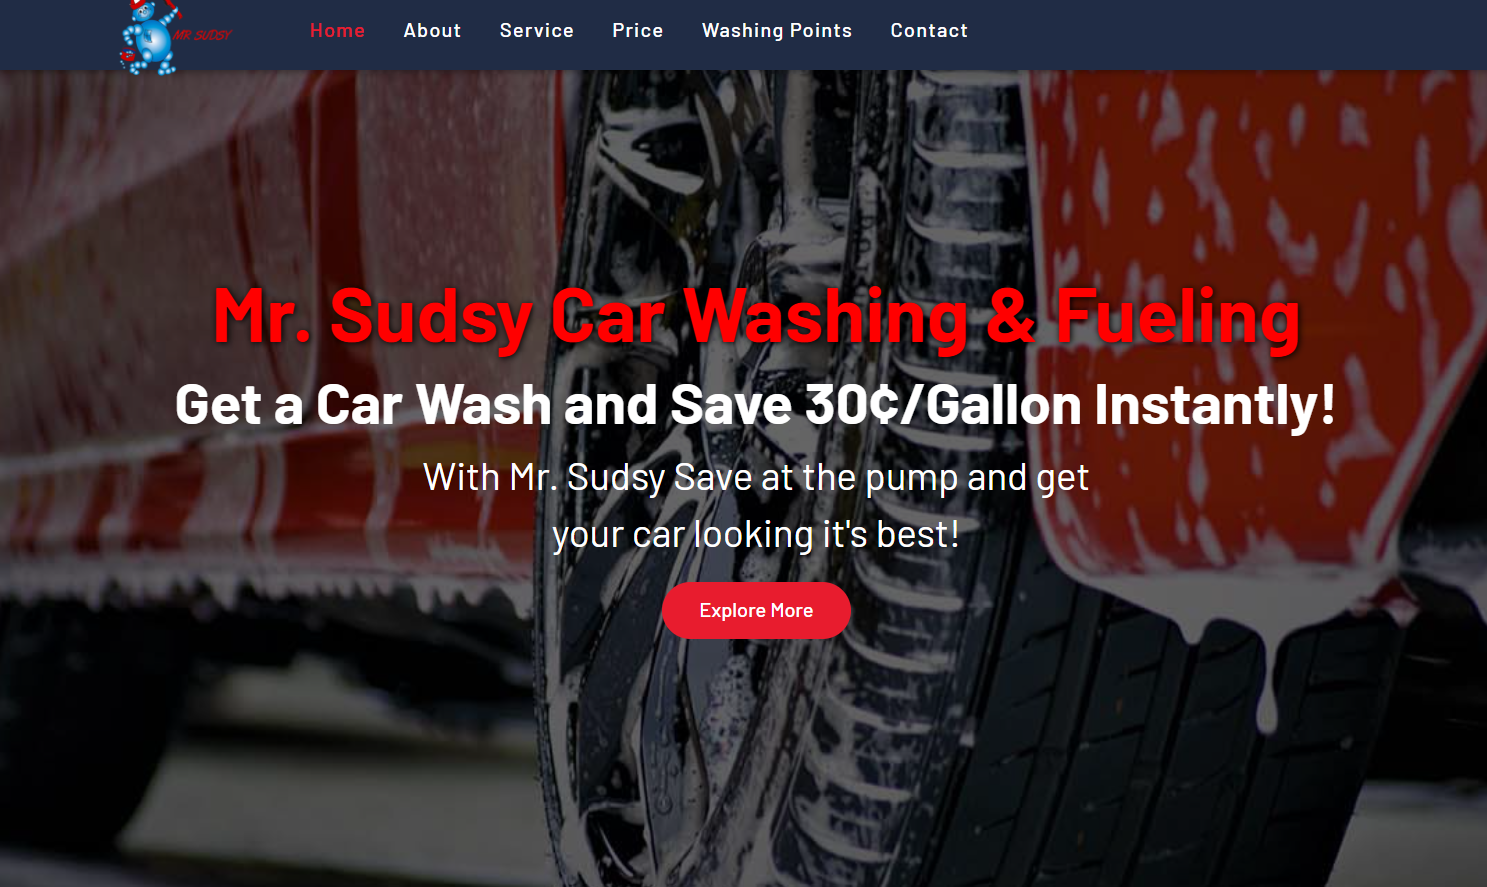 MR SUDSY
Home About Service Price Washing Points Contact
Mr. Sudsy Car Washing & Fueling
Get a Car Wash and Save 30¢/Gallon Instantly!
With Mr. Sudsy Save at the pump and get
your car looking it's best!
Explore More